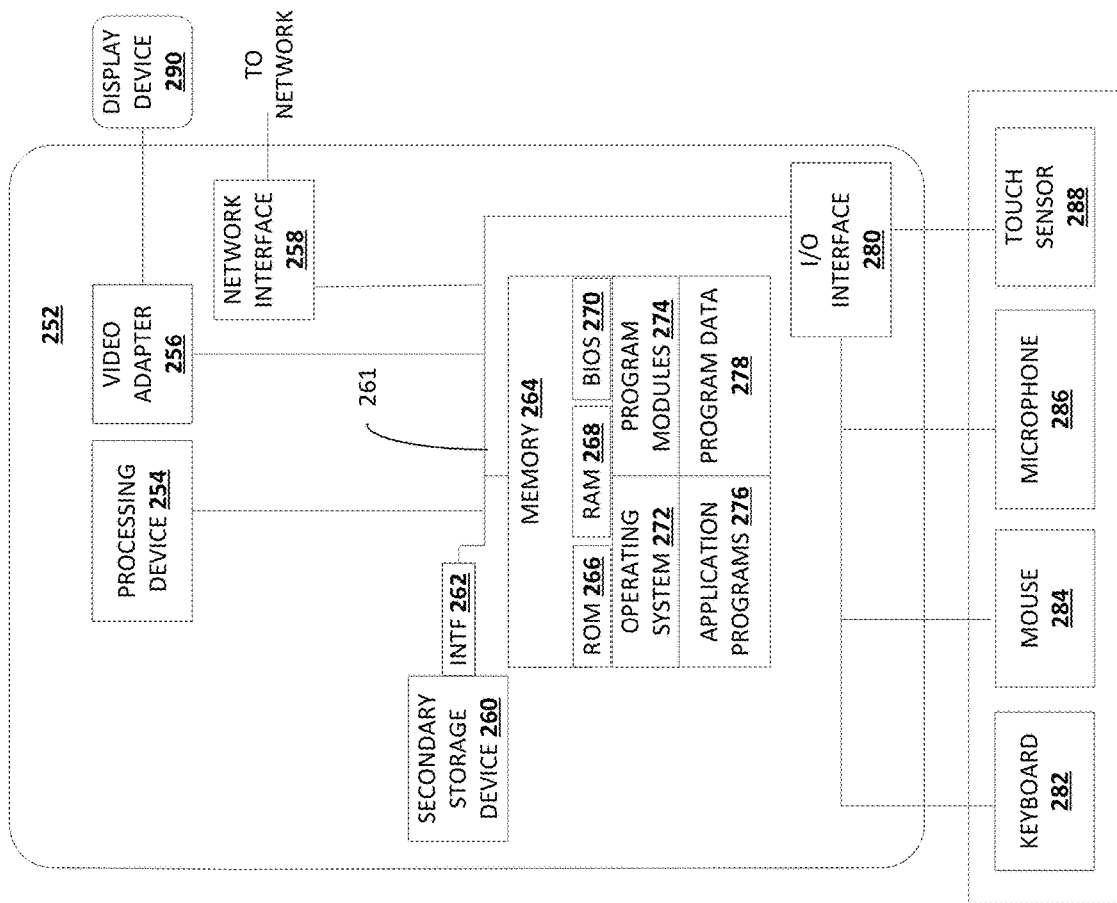 252
PROCESSING
DEVICE 254
VIDEO
ADAPTER
256
DISPLAY
DEVICE
290
NETWORK
INTERFACE
258
TO
NETWORK
261
SECONDARY
STORAGE
DEVICE 260
INTF 262
MEMORY 264
ROM 266
RAM 268
BIOS 270
OPERATING
SYSTEM 272
PROGRAM
MODULES 274
APPLICATION
PROGRAMS 276
PROGRAM DATA
278
I/O
INTERFACE
280
KEYBOARD
282
MOUSE
284
MICROPHONE
286
TOUCH
SENSOR
288